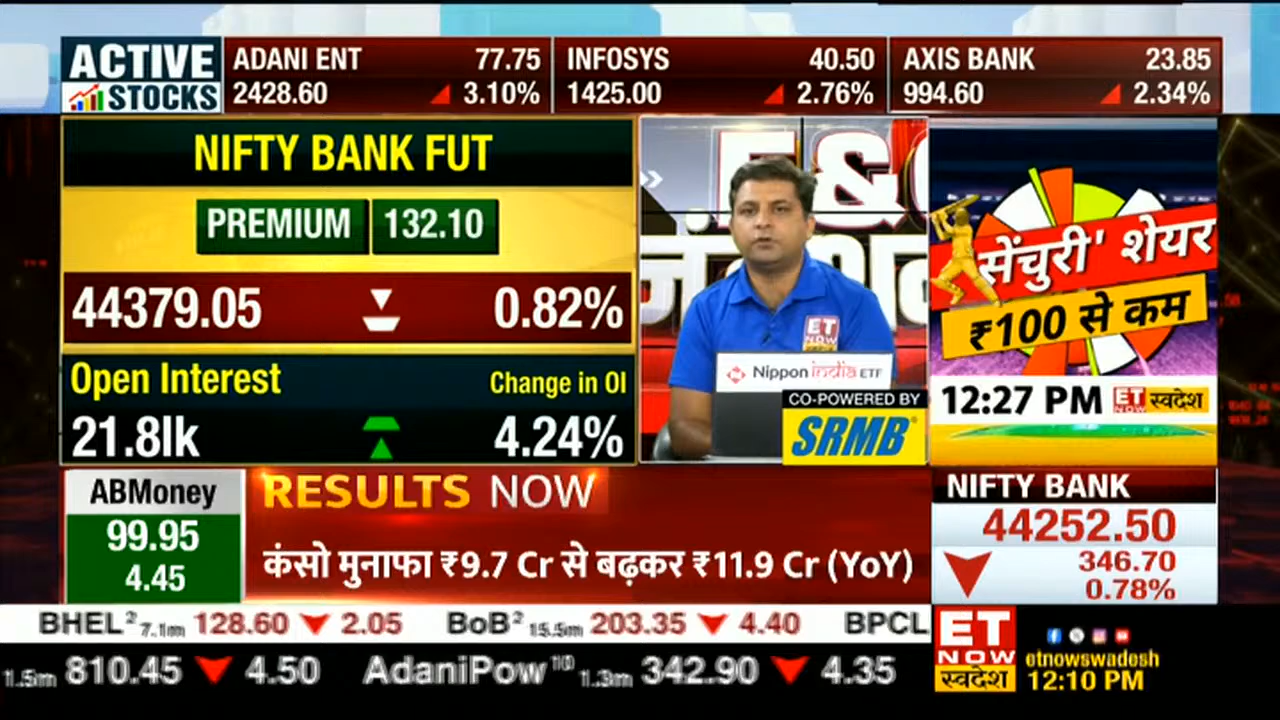 ACTIVE
STOCKS
ADANI ENT 77.75
2428.60 3.10%
INFOSYS 40.50
1425.00 2.76%
AXIS BANK 23.85
994.60 2.34%
NIFTY BANK FUT
PREMIUM 132.10
44379.05 0.82%
Open Interest Change in OI
21.8lk 4.24%
F&
ET
NOW
Nippon india ETF
CO-POWERED BY
SRMB
सेंचुरी' शेयर
₹100 से कम
12:27 PM ET NOW स्वदेश
ABMoney
99.95
4.45
RESULTS NOW
कंसो मुनाफा ₹9.7 Cr से बढ़कर ₹11.9 Cr (YoY)
NIFTY BANK
44252.50
346.70
0.78%
BHEL² 7.1m 128.60 2.05 BoB² 15.5m 203.35 4.40 BPCL
1.5m 810.45 4.50 AdaniPow¹⁰ 1.3m 342.90 4.35
ET
NOW
स्वदेश
etnowswadesh
12:10 PM